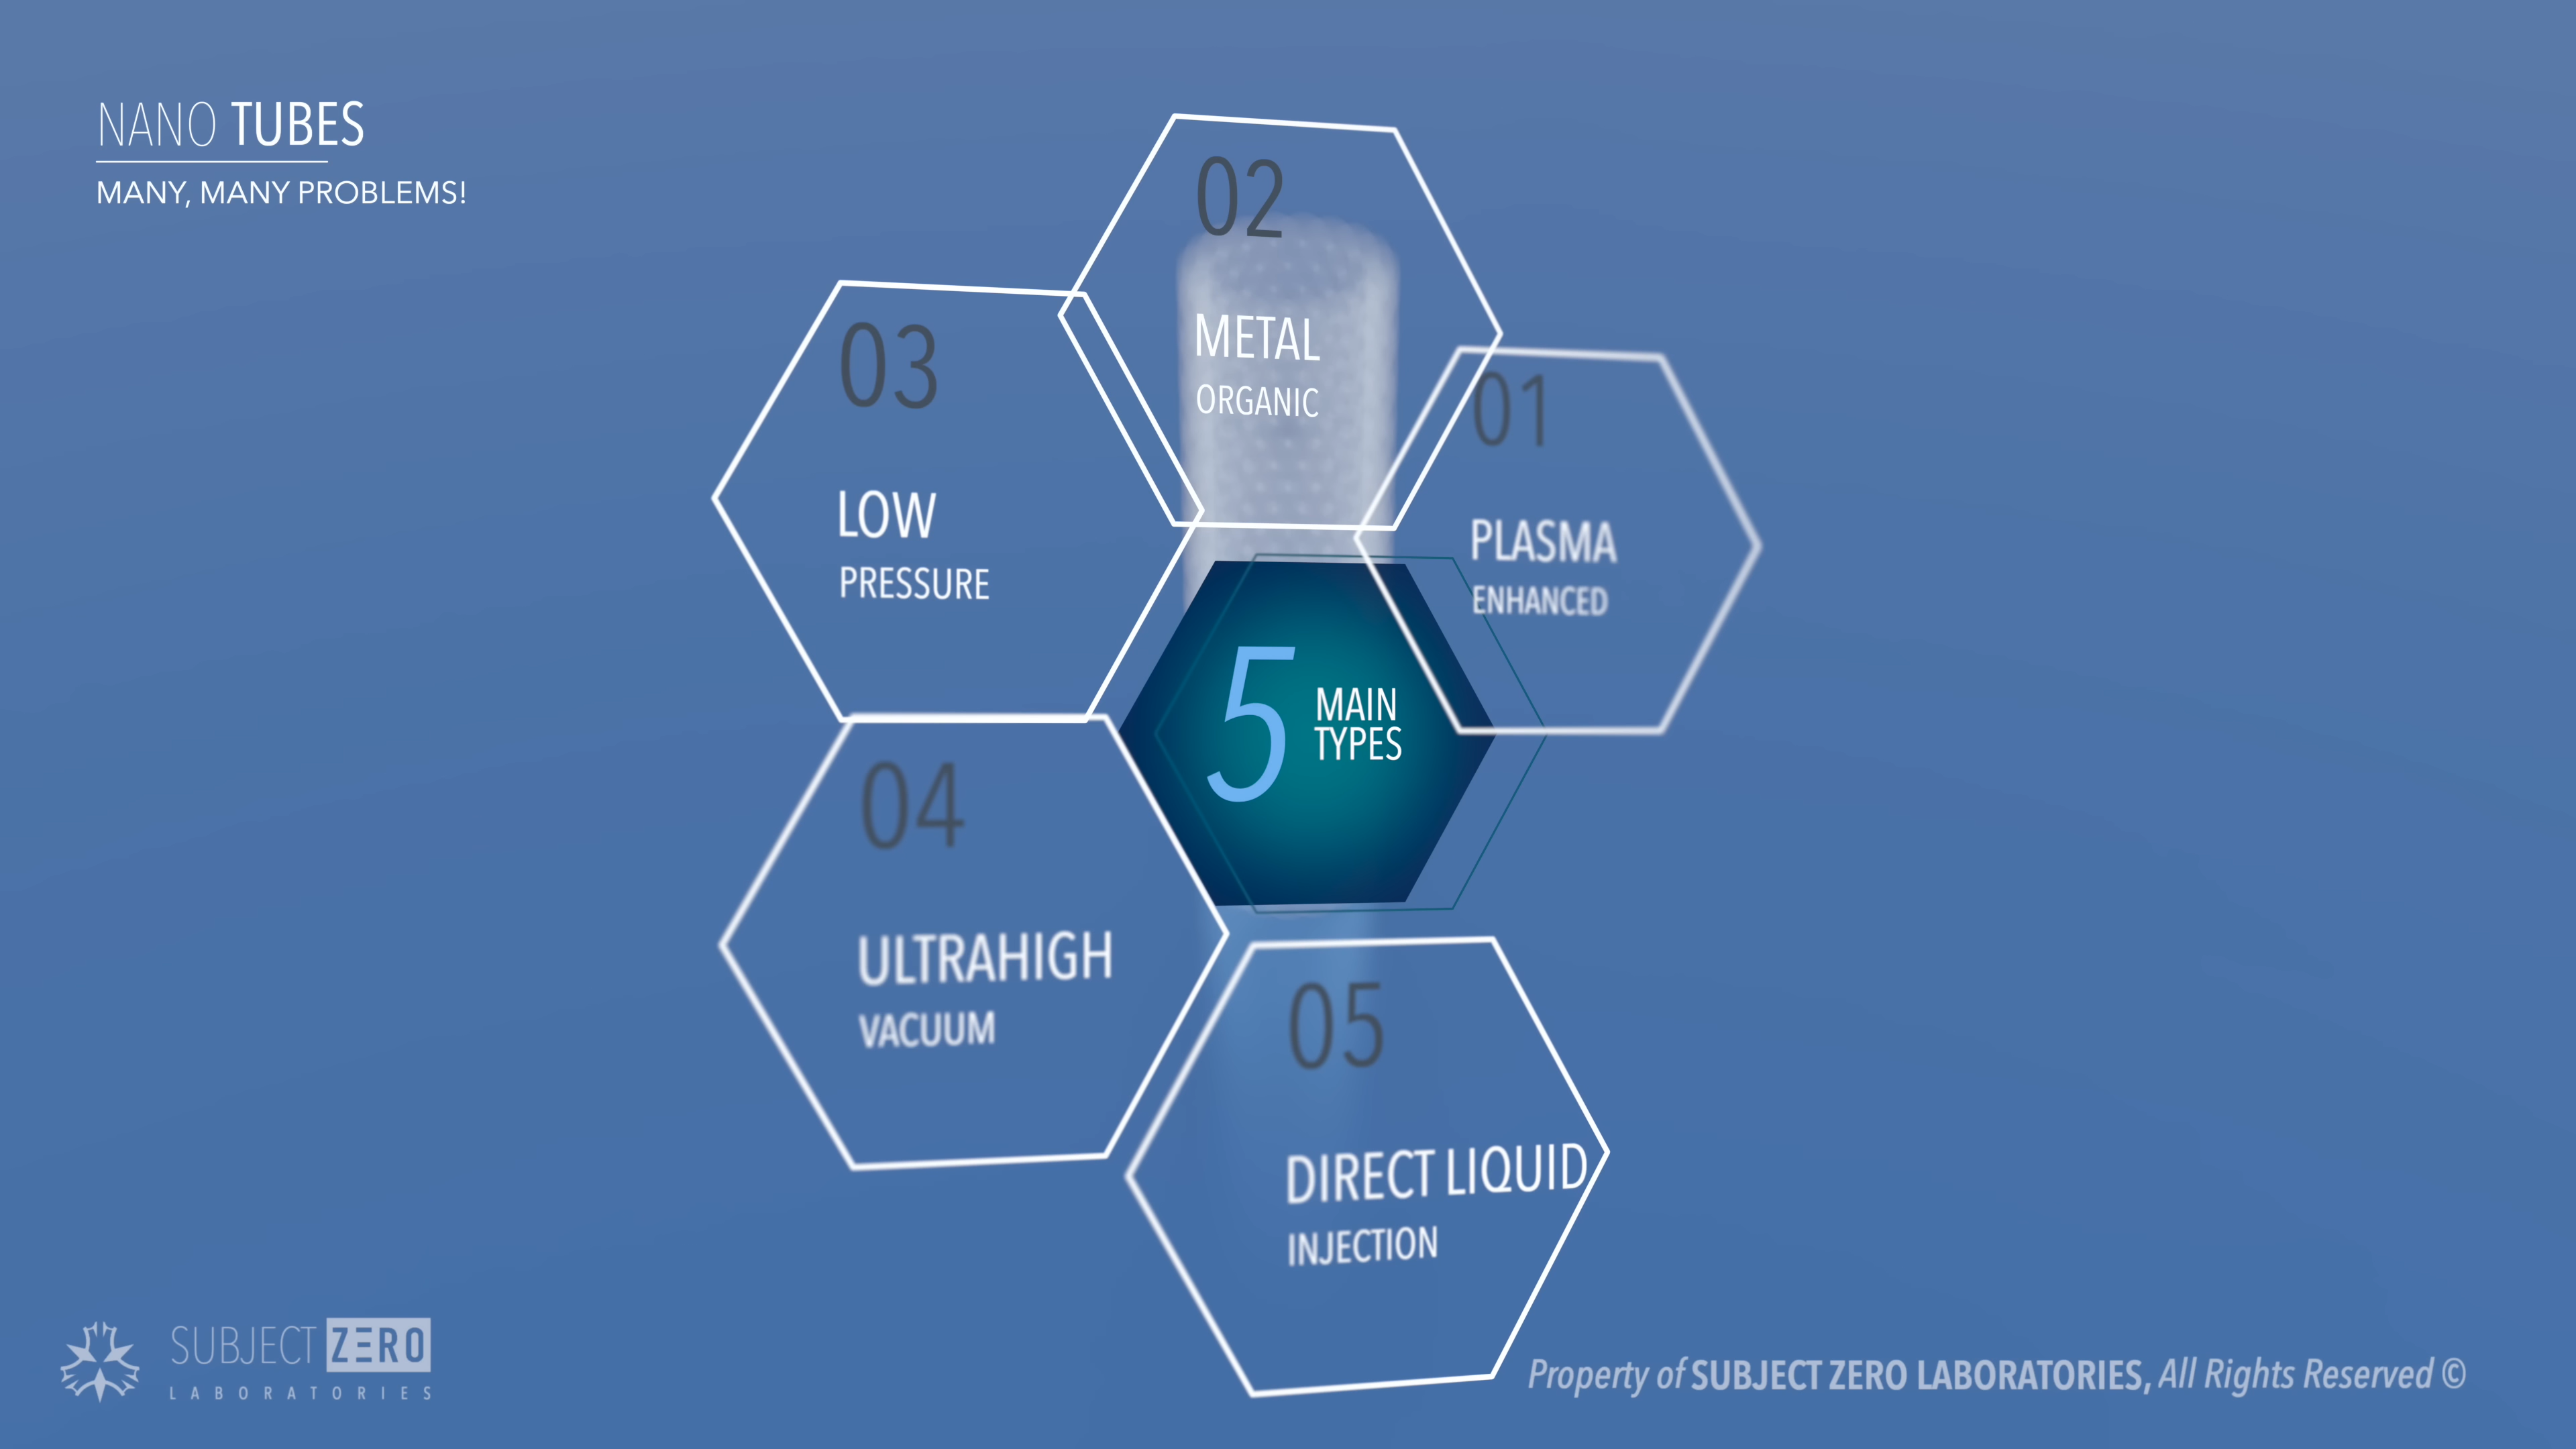 NANO TUBES
MANY, MANY PROBLEMS!
02
METAL
ORGANIC
03
LOW
PRESSURE
01
PLASMA
ENHANCED
5 MAIN
TYPES
04
ULTRAHIGH
VACUUM
05
DIRECT LIQUID
INJECTION
SUBJECT ZERO
LABORATORIES
Property of SUBJECT ZERO LABORATORIES, All Rights Reserved ©